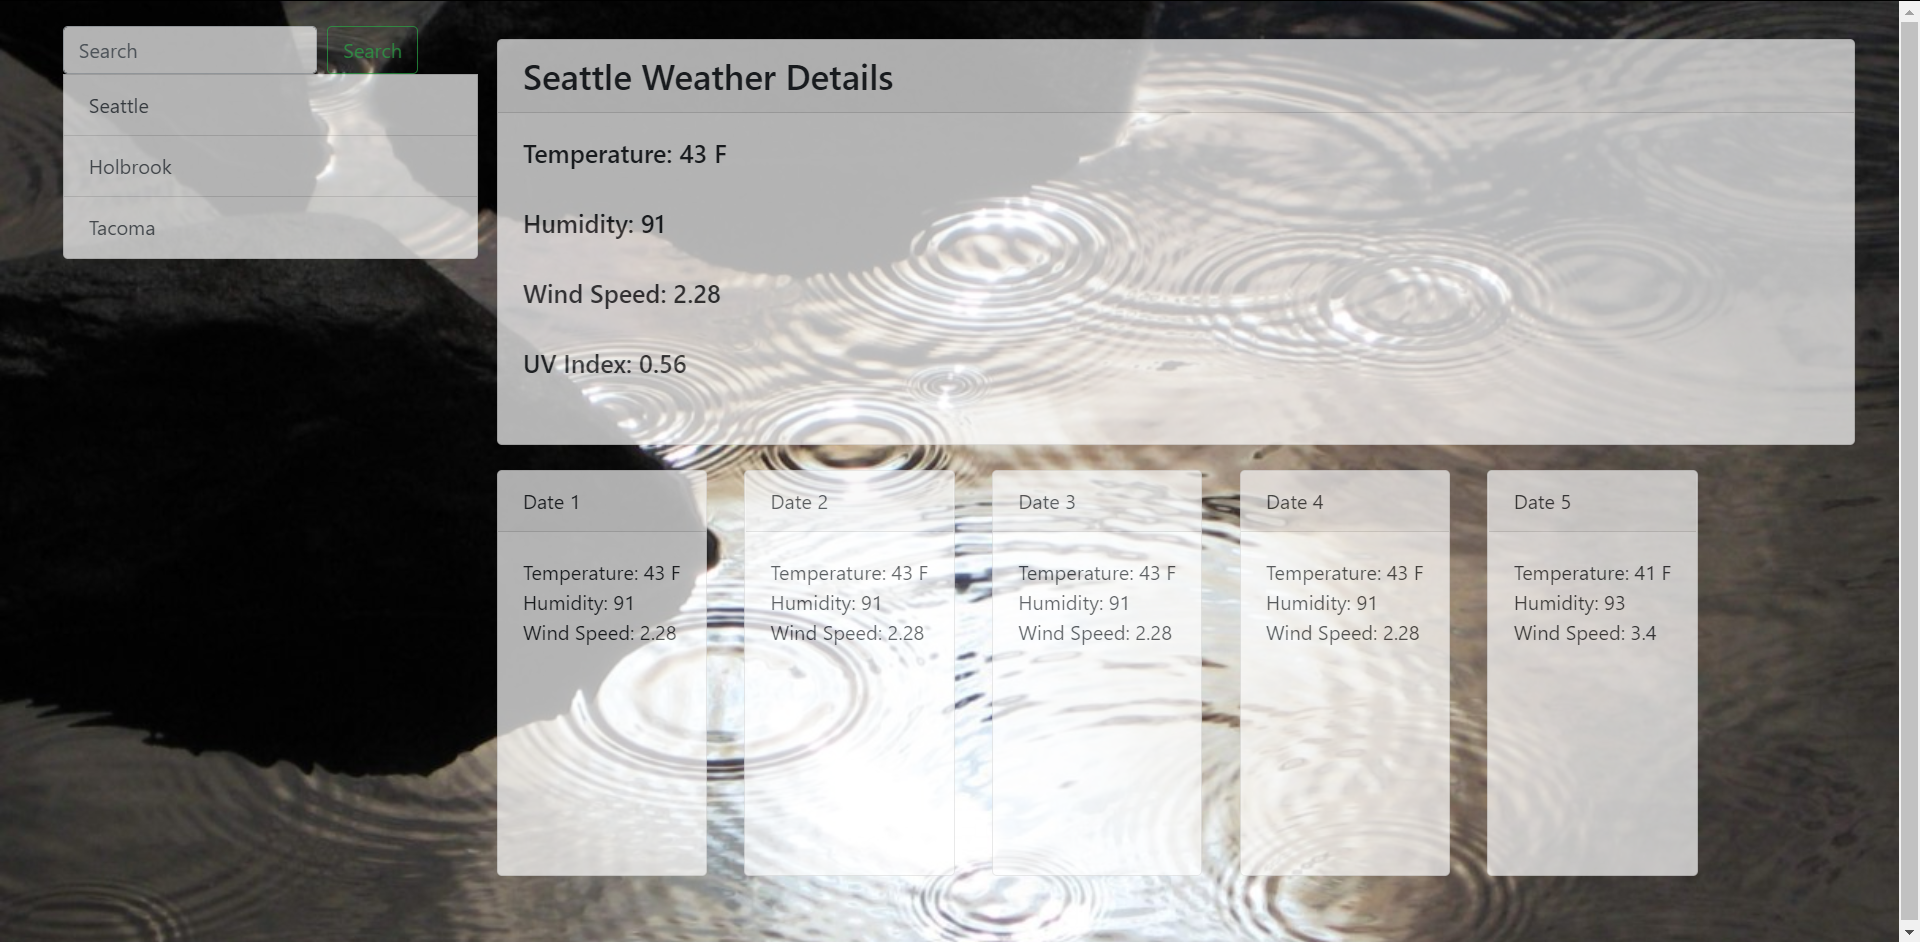 Search
Search
Seattle
Holbrook
Tacoma
Seattle Weather Details
Temperature: 43 F
Humidity: 91
Wind Speed: 2.28
UV Index: 0.56
Date 1
Temperature: 43 F
Humidity: 91
Wind Speed: 2.28
Date 2
Temperature: 43 F
Humidity: 91
Wind Speed: 2.28
Date 3
Temperature: 43 F
Humidity: 91
Wind Speed: 2.28
Date 4
Temperature: 43 F
Humidity: 91
Wind Speed: 2.28
Date 5
Temperature: 41 F
Humidity: 93
Wind Speed: 3.4